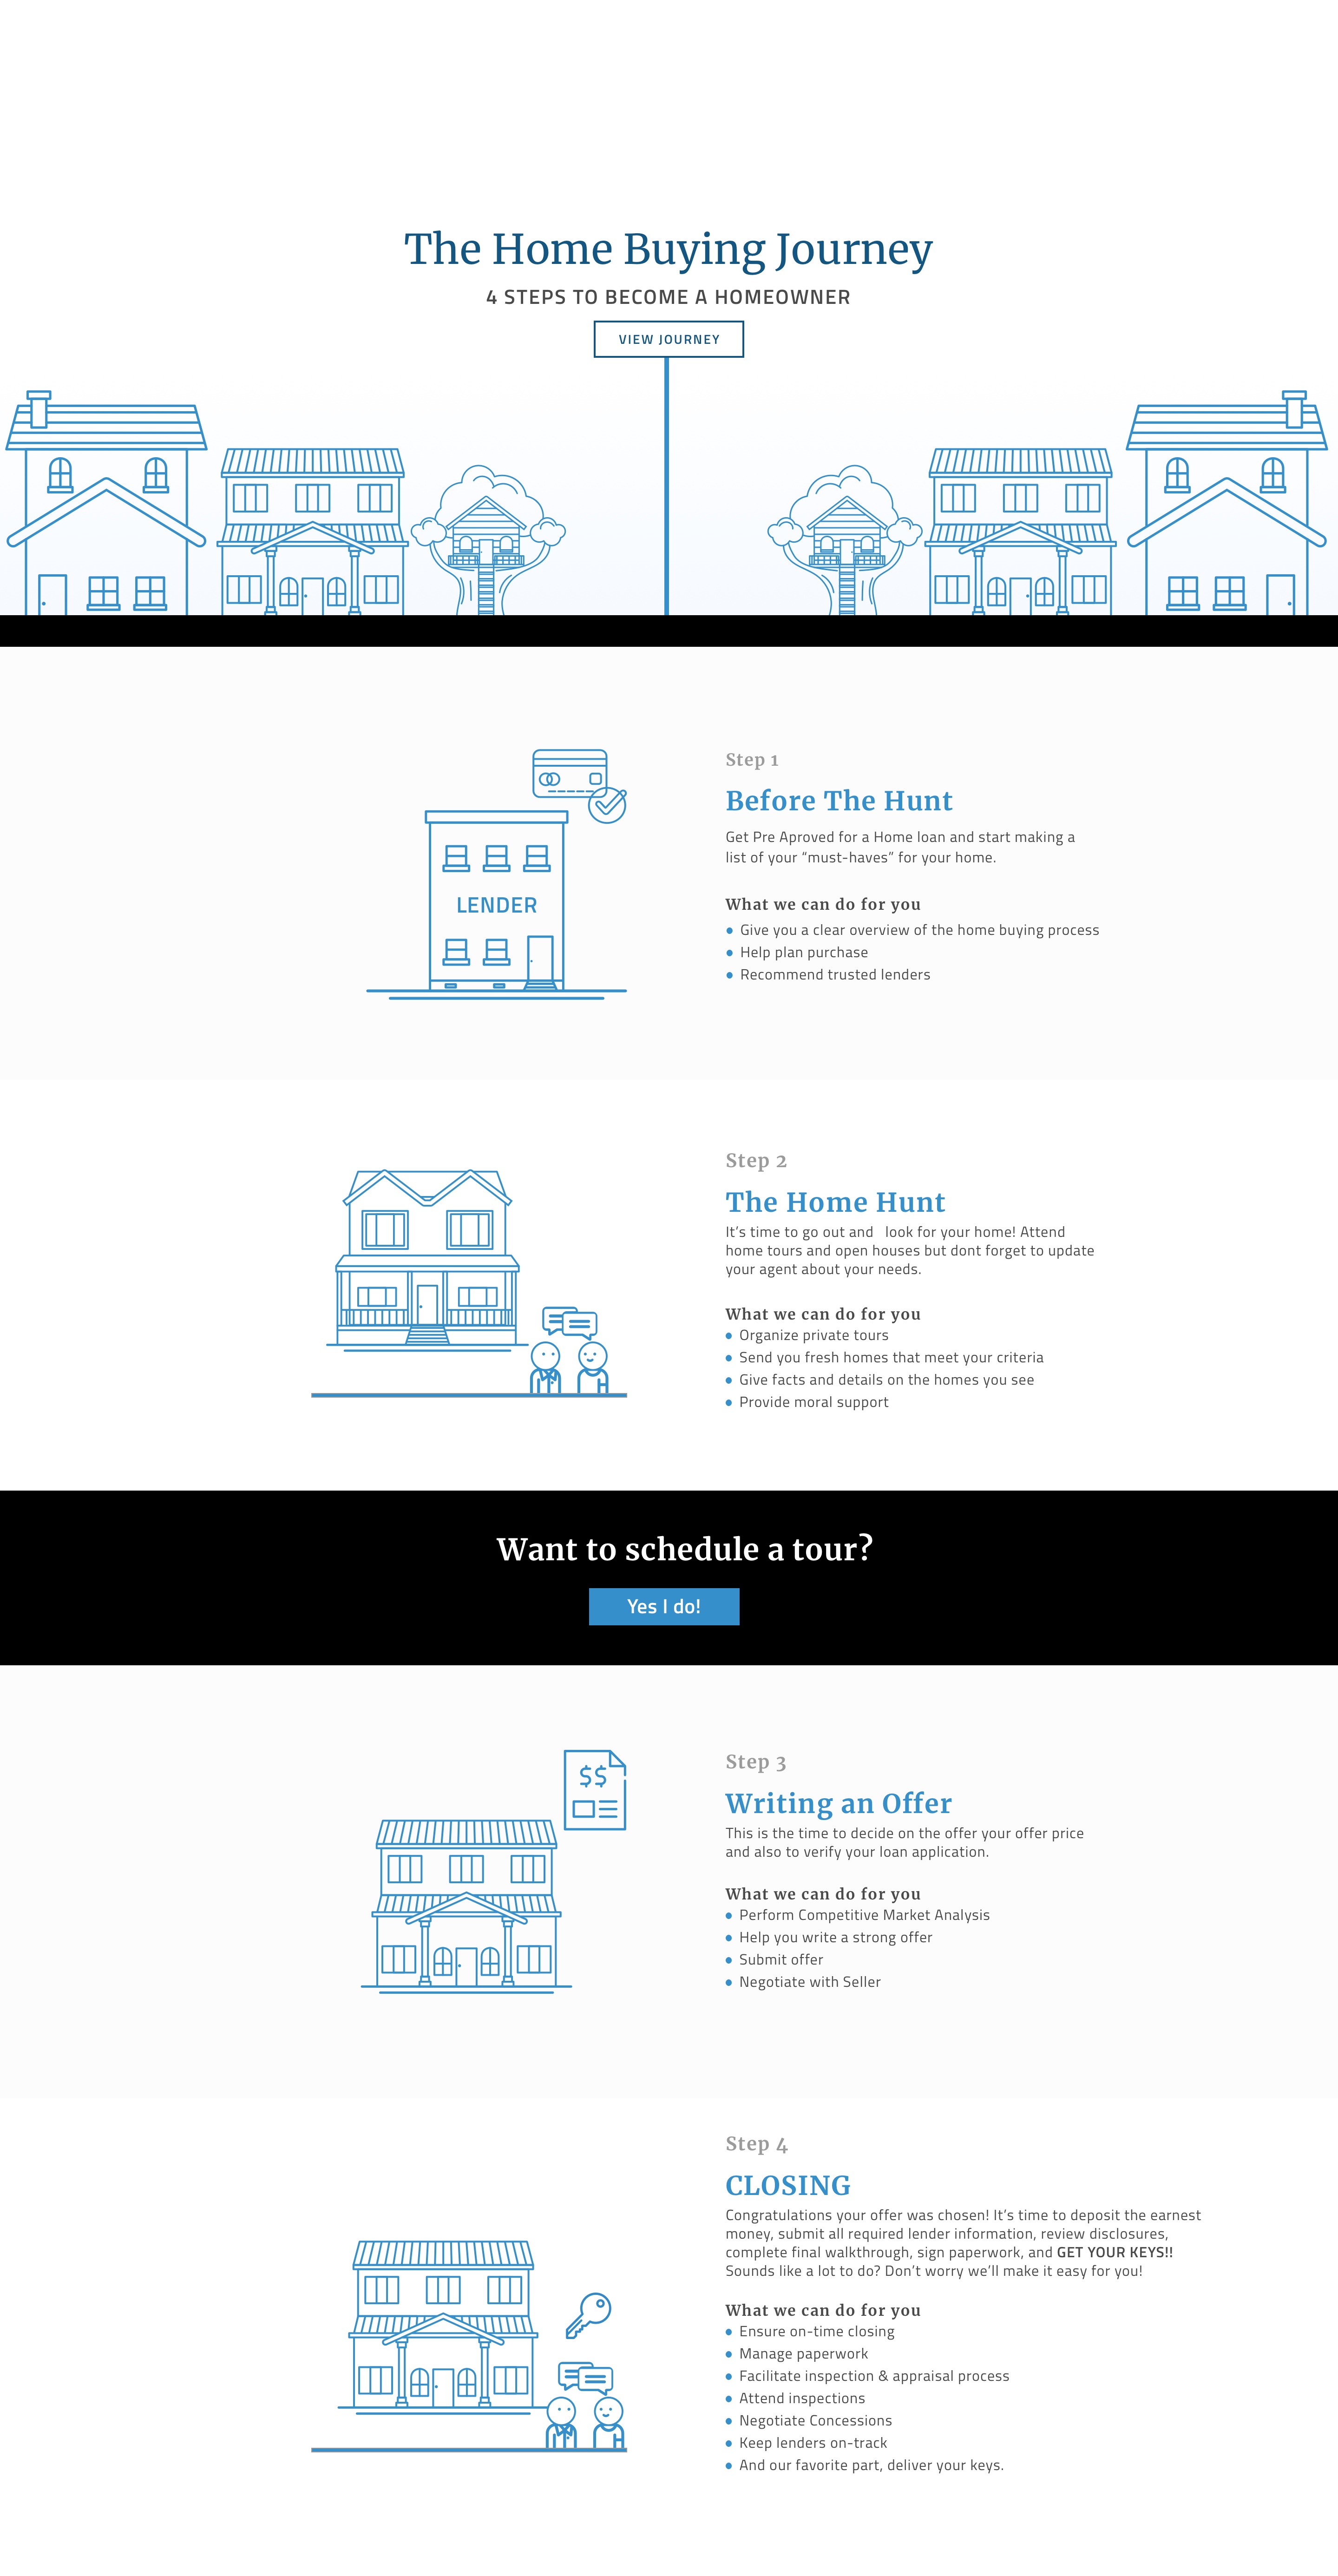 The Home Buying Journey
4 STEPS TO BECOME A HOMEOWNER
VIEW JOURNEY
Step 1
Before The Hunt
Get Pre Aproved for a Home loan and start making a
list of your “must-haves” for your home.
What we can do for you
Give you a clear overview of the home buying process
Help plan purchase
Recommend trusted lenders
LENDER
Step 2
The Home Hunt
It’s time to go out and look for your home! Attend
home tours and open houses but dont forget to update
your agent about your needs.
What we can do for you
Organize private tours
Send you fresh homes that meet your criteria
Give facts and details on the homes you see
Provide moral support
Want to schedule a tour?
Yes I do!
$$
Step 3
Writing an Offer
This is the time to decide on the offer your offer price
and also to verify your loan application.
What we can do for you
Perform Competitive Market Analysis
Help you write a strong offer
Submit offer
Negotiate with Seller
Step 4
CLOSING
Congratulations your offer was chosen! It’s time to deposit the earnest
money, submit all required lender information, review disclosures,
complete final walkthrough, sign paperwork, and GET YOUR KEYS!!
Sounds like a lot to do? Don’t worry we’ll make it easy for you!
What we can do for you
Ensure on-time closing
Manage paperwork
Facilitate inspection & appraisal process
Attend inspections
Negotiate Concessions
Keep lenders on-track
And our favorite part, deliver your keys.